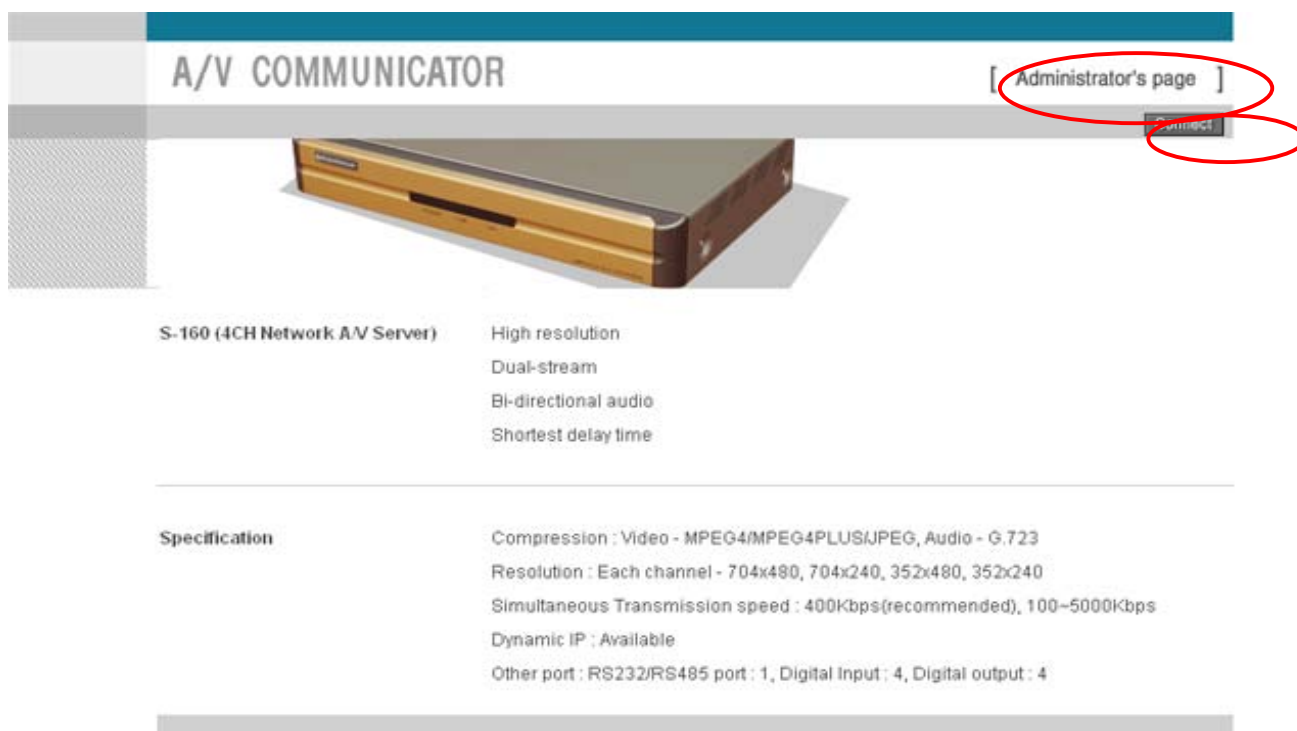 A/V COMMUNICATOR
[ Administrator's page ]
Connect
S-160 (4CH Network A/V Server)
High resolution
Dual-stream
Bi-directional audio
Shortest delay time
Specification
Compression : Video - MPEG4/MPEG4PLUS/JPEG, Audio - G.723
Resolution : Each channel - 704x480, 704x240, 352x480, 352x240
Simultaneous Transmission speed : 400Kbps(recommended), 100~5000Kbps
Dynamic IP : Available
Other port : RS232/RS485 port : 1, Digital Input : 4, Digital output : 4